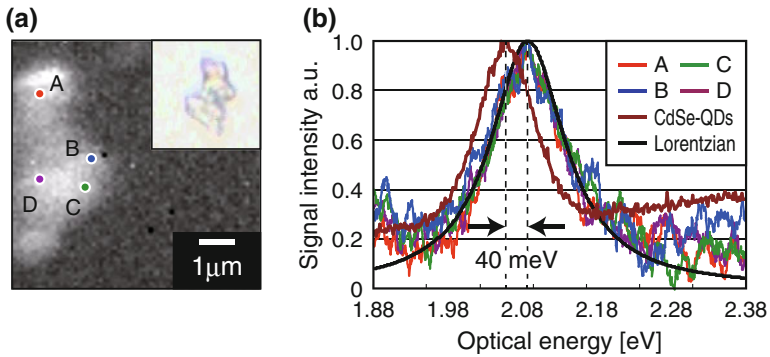 (a)
A
B
D
C
1μm
(b)
Signal intensity a.u.
1.0
0.8
0.6
0.4
0.2
0
A
C
B
D
CdSe-QDs
Lorentzian
40 meV
1.88
1.98
2.08
2.18
2.28
2.38
Optical energy [eV]